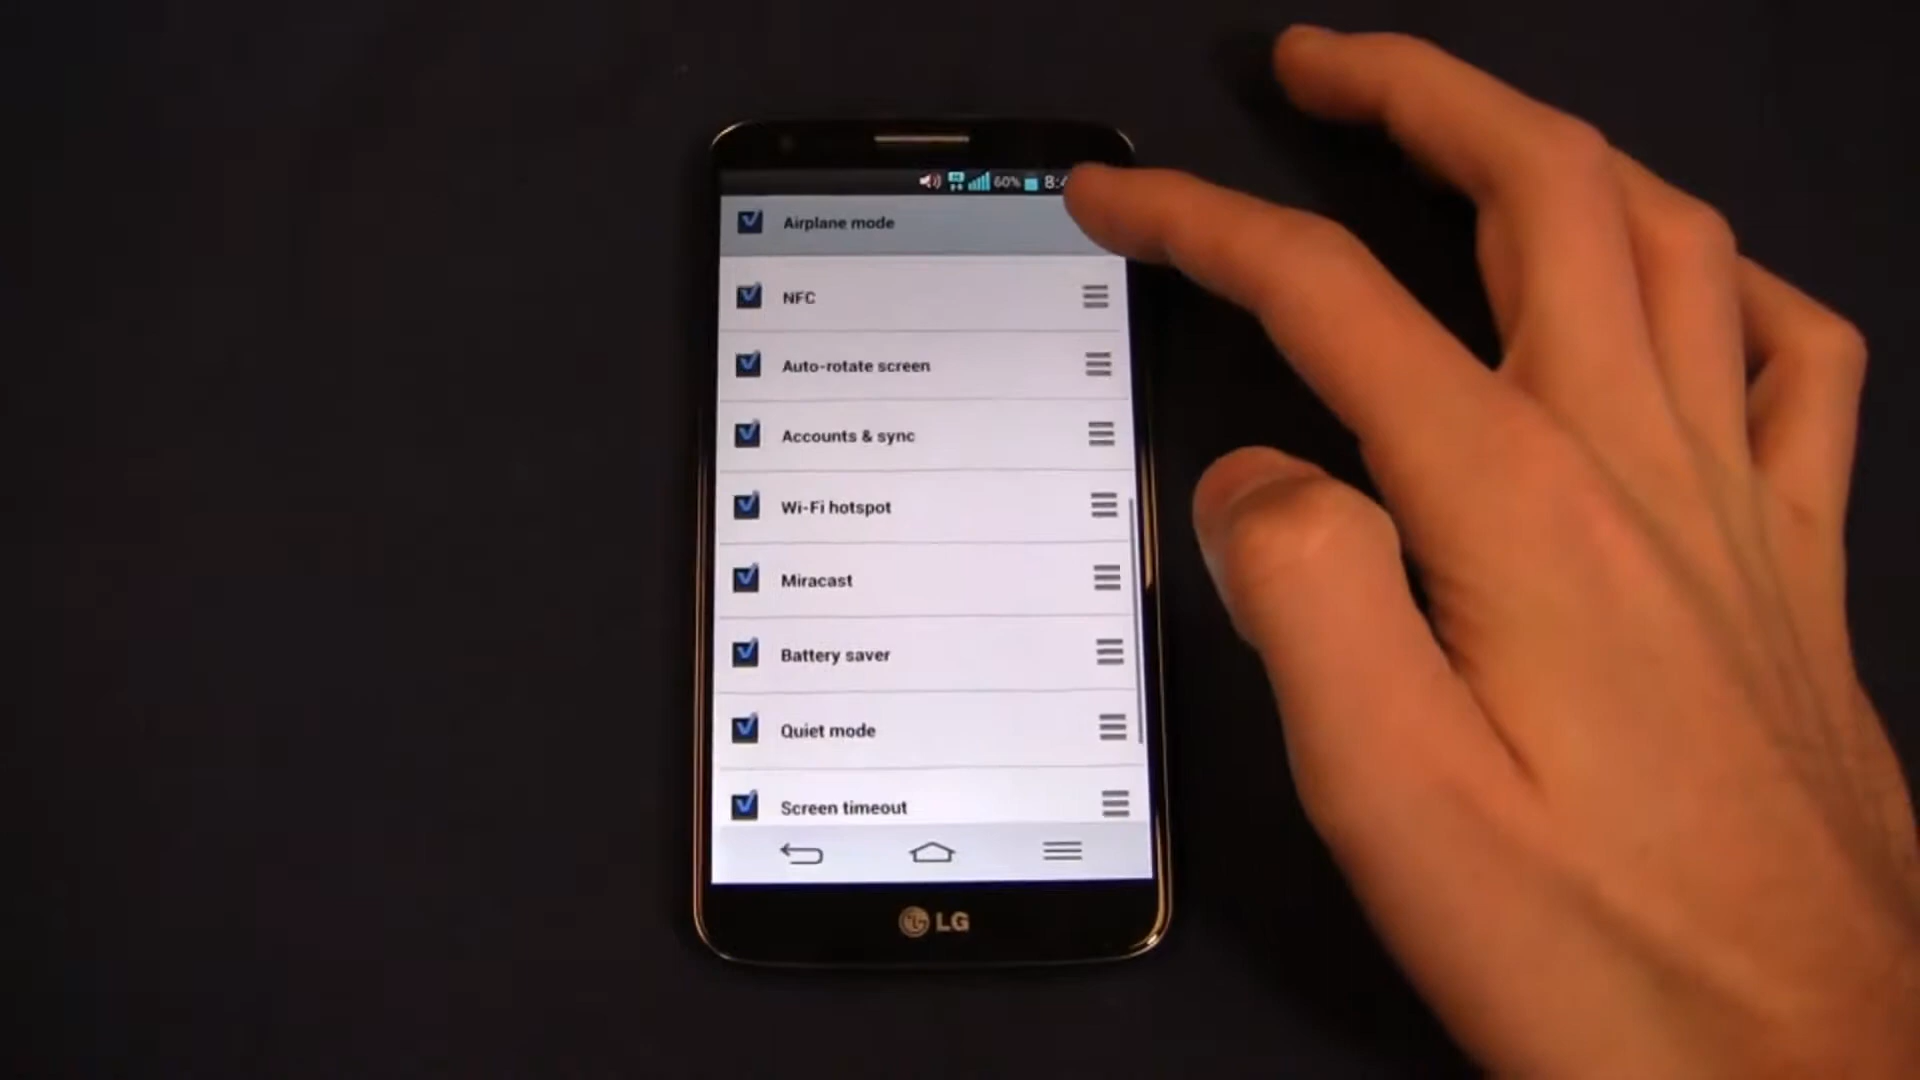 60%
Airplane mode
NFC
Auto-rotate screen
Accounts & sync
Wi-Fi hotspot
Miracast
Battery saver
Quiet mode
Screen timeout
LG